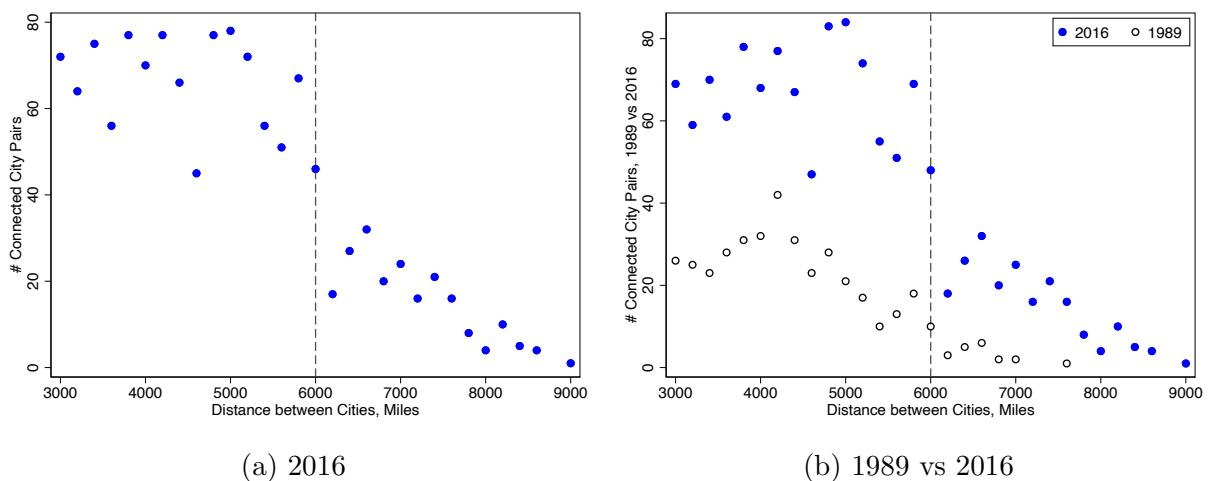 80
60
40
20
0
# Connected City Pairs
3000 4000 5000 6000 7000 8000 9000
Distance between Cities, Miles
(a) 2016
2016 1989
80
60
40
20
0
# Connected City Pairs, 1989 vs 2016
3000 4000 5000 6000 7000 8000 9000
Distance between Cities, Miles
(b) 1989 vs 2016